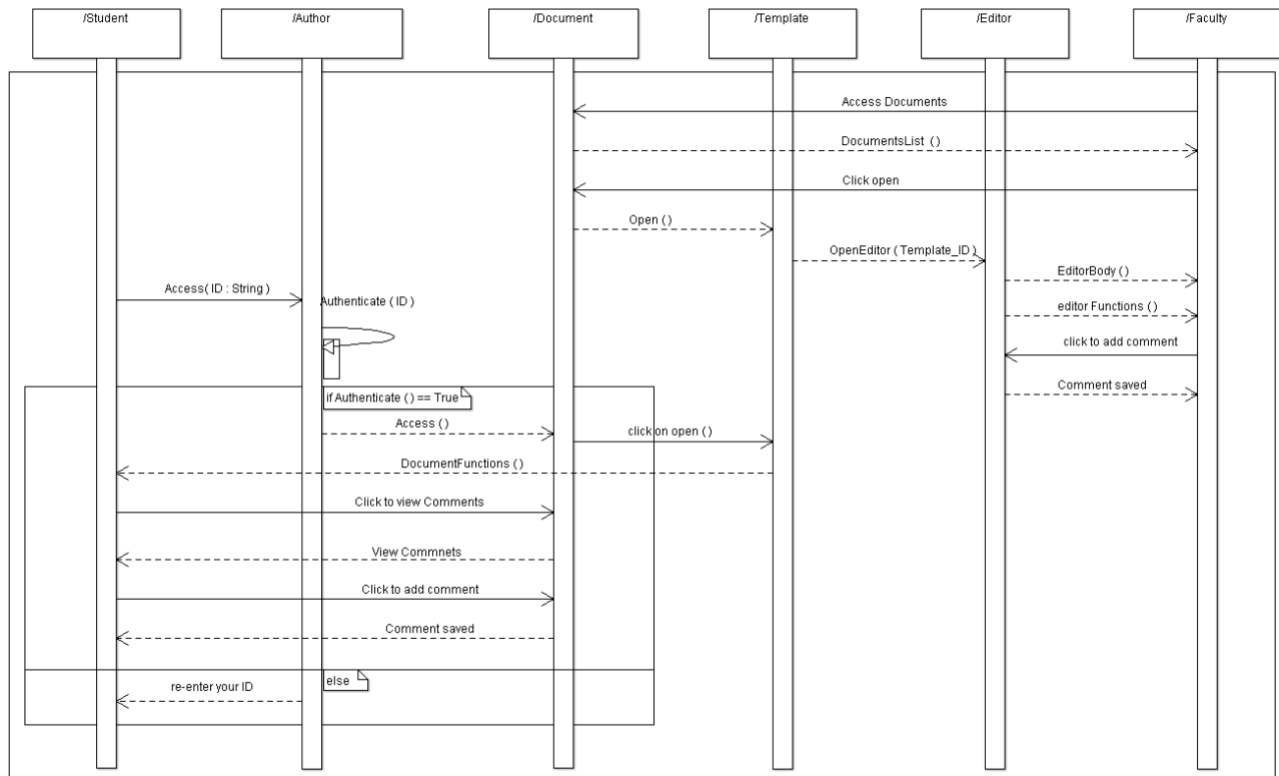 /Student
/Author
/Document
/Template
/Editor
/Faculty
Access Documents
DocumentsList ()
Click open
Open ()
OpenEditor ( Template_ID )
EditorBody ()
Access( ID : String )
Authenticate ( ID )
editor Functions ()
click to add comment
Comment saved
if Authenticate () == True
Access ()
click on open ()
DocumentFunctions ()
Click to view Comments
View Commnets
Click to add comment
Comment saved
else
re-enter your ID